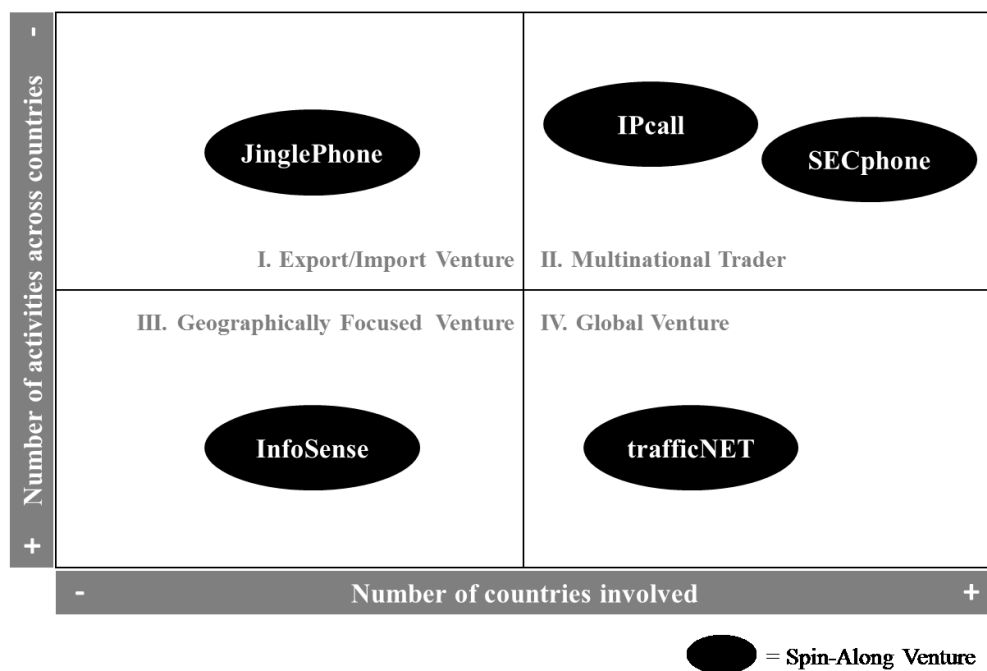 -
Number of activities across countries
+
JinglePhone
IPcall
SECphone
I. Export/Import Venture
II. Multinational Trader
III. Geographically Focused Venture
IV. Global Venture
InfoSense
trafficNET
-
Number of countries involved
+
= Spin-Along Venture